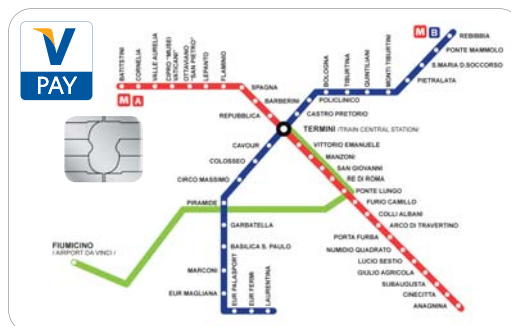 V
PAY
BATITSTINI
CORNELIA
VALLE AURELIA
CIPRO "MUSEI
VATICANI"
OTTAVIANO
"SAN PIETRO"
LEPANTO
FLAMINIO
M A
SPAGNA
BARBERINI
REPUBBLICA
BOLOGNA
TIBURTINA
QUINTILIANI
MONTI TIBURTINI
M B
REBIBBIA
PONTE MAMMOLO
S.MARIA D.SOCCORSO
PIETRALATA
POLICLINICO
CASTRO PRETORIO
TERMINI /TRAIN CENTRAL STATION/
CAVOUR
COLOSSEO
CIRCO MASSIMO
PIRAMIDE
VITTORIO EMANUELE
MANZONI
SAN GIOVANNI
RE DI ROMA
PONTE LUNGO
FURIO CAMILLO
COLLI ALBANI
ARCO DI TRAVERTINO
PORTA FURBA
NUMIDIO QUADRATO
LUCIO SESTIO
GIULIO AGRICOLA
SUBAUGUSTA
CINECITTA
ANAGNINA
GARBATELLA
BASILICA S. PAULO
FIUMICINO
/ AIRPORT DA VINCI /
MARCONI
EUR MAGLIANA
EUR PALASPORT
EUR FERMI
LAURENTINA